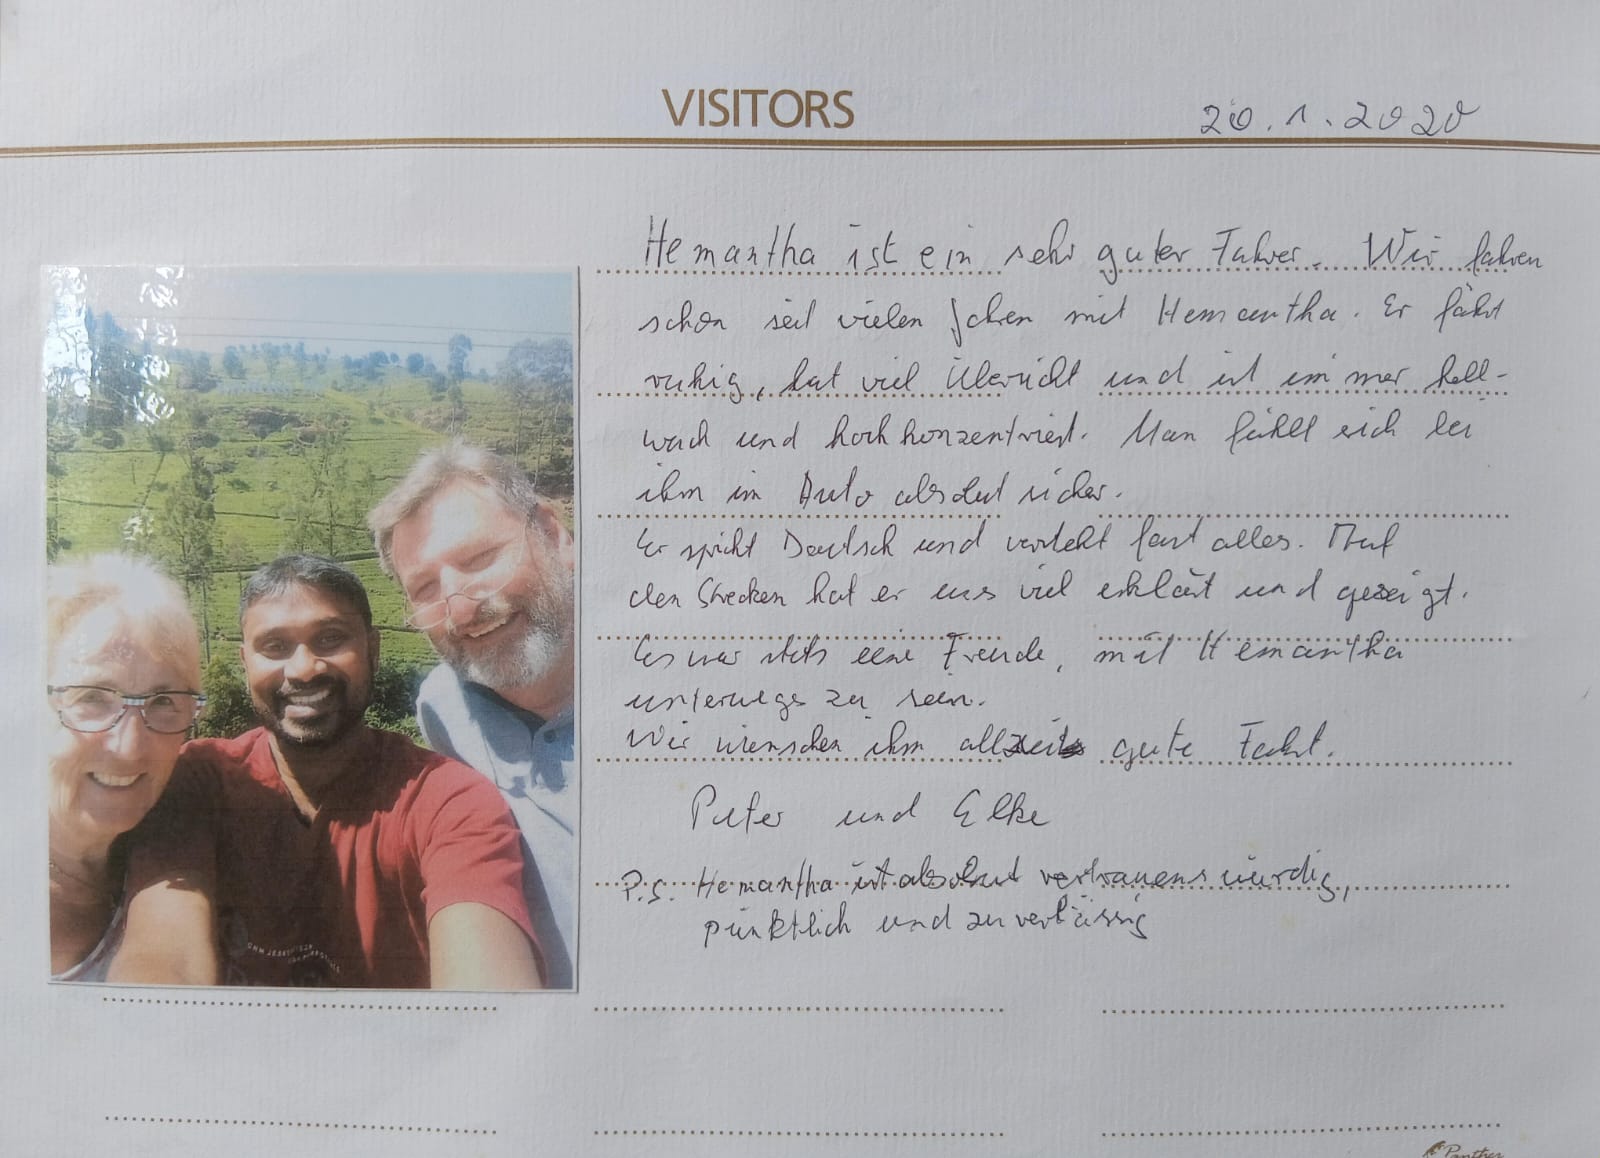 VISITORS
20.1.2020
Hemantha ist ein sehr guter Fahrer. Wir fahren
schon seit vielen Jahren mit Hemantha. Er fährt
ruhig, hat viel Übersicht und ist immer hell-
wach und hochkonzentriert. Man fühlt sich bei
ihm im Auto absolut sicher.
Er spricht Deutsch und versteht fast alles. Auf
den Strecken hat er uns viel erklärt und gezeigt.
Es war stets eine Freude, mit Hemantha
unterwegs zu sein.
Wir wünschen ihm allzeit gute Fahrt.
Peter und Elke
P.S. Hemantha ist absolut vertrauenswürdig,
pünktlich und zuverlässig
Panther